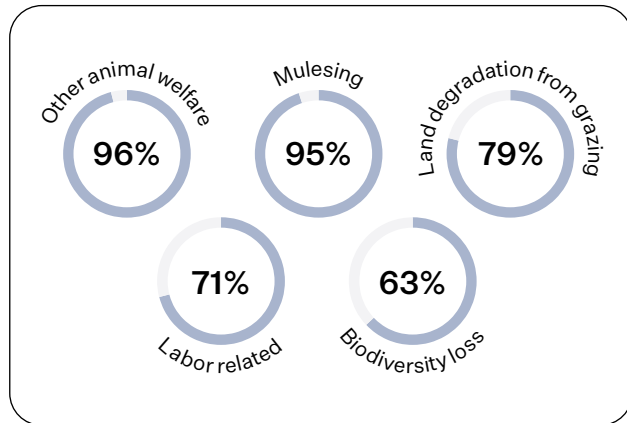 Other animal welfare
96%
Mulesing
95%
Land degradation from grazing
79%
71%
Labor related
63%
Biodiversity loss